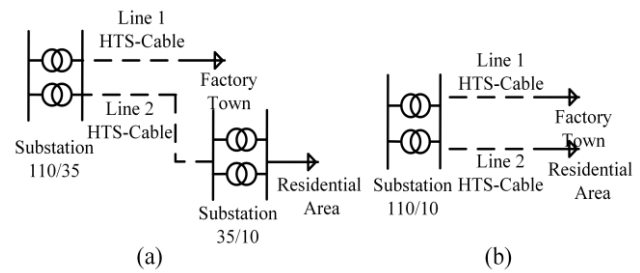 Line 1
HTS-Cable
Factory
Town
Line 2
HTS-Cable
Substation
110/35
Residential
Area
Substation
35/10
(a)
Line 1
HTS-Cable
Factory
Town
Line 2
HTS-Cable
Residential
Area
Substation
110/10
(b)